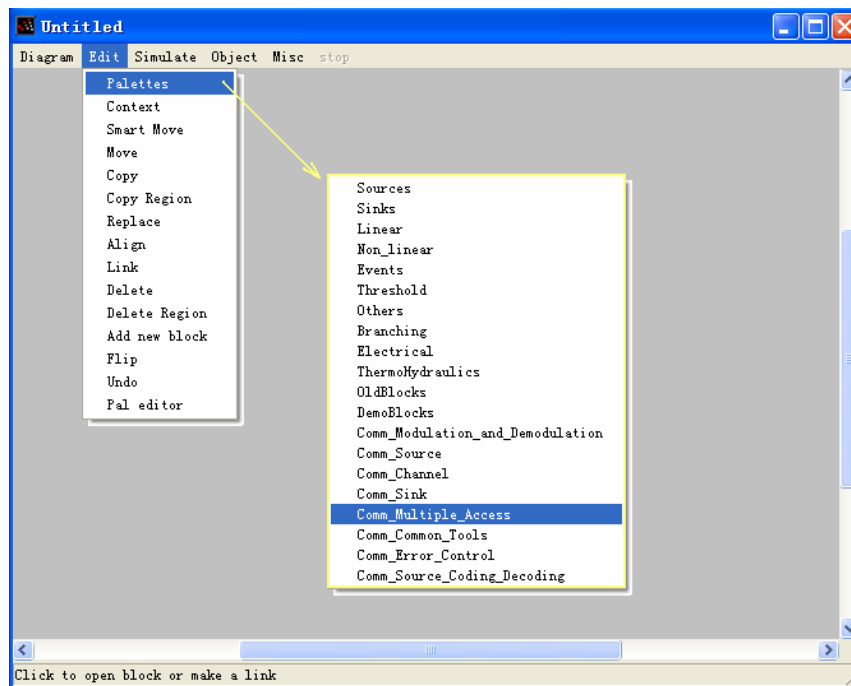 Untitled
Diagram Edit Simulate Object Misc stop
Palettes
Context
Smart Move
Move
Copy
Copy Region
Replace
Align
Link
Delete
Delete Region
Add new block
Flip
Undo
Pal editor
Sources
Sinks
Linear
Non_linear
Events
Threshold
Others
Branching
Electrical
ThermoHydraulics
OldBlocks
DemoBlocks
Comm_Modulation_and_Demodulation
Comm_Source
Comm_Channel
Comm_Sink
Comm_Multiple_Access
Comm_Common_Tools
Comm_Error_Control
Comm_Source_Coding_Decoding
Click to open block or make a link